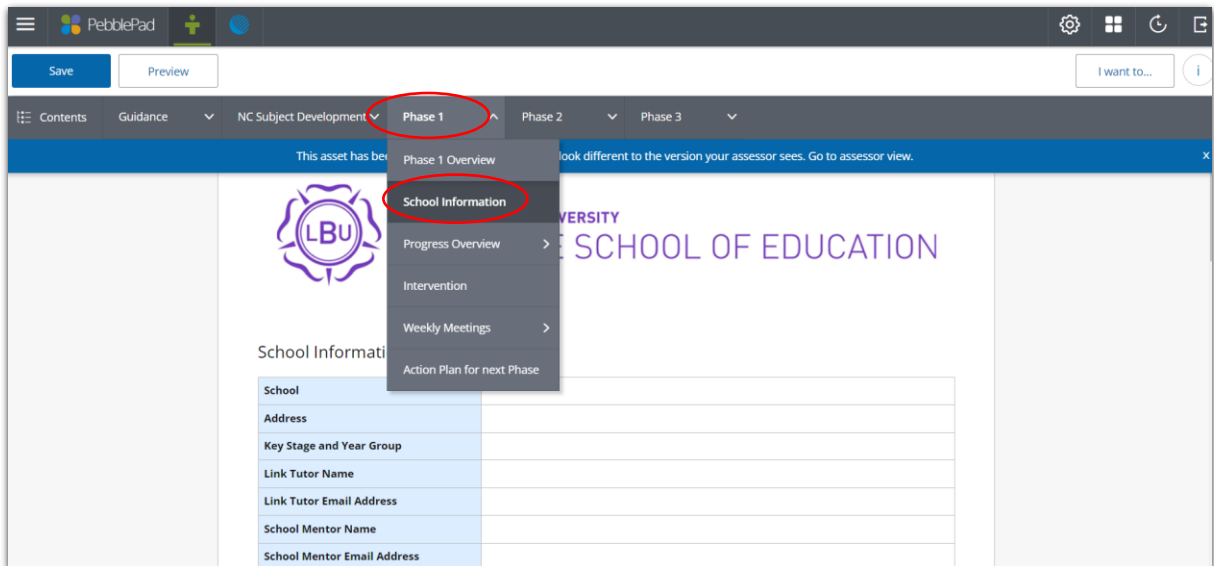 PebblePad
Save
Preview
I want to...
i
Contents
Guidance
NC Subject Development
Phase 1
Phase 2
Phase 3
This asset has
look different to the version your assessor sees. Go to assessor view.
x
Phase 1 Overview
School Information
Progress Overview
Intervention
Weekly Meetings
Action Plan for next Phase
LBU
SCHOOL OF EDUCATION
School
School
Address
Key Stage and Year Group
Link Tutor Name
Link Tutor Email Address
School Mentor Name
School Mentor Email Address